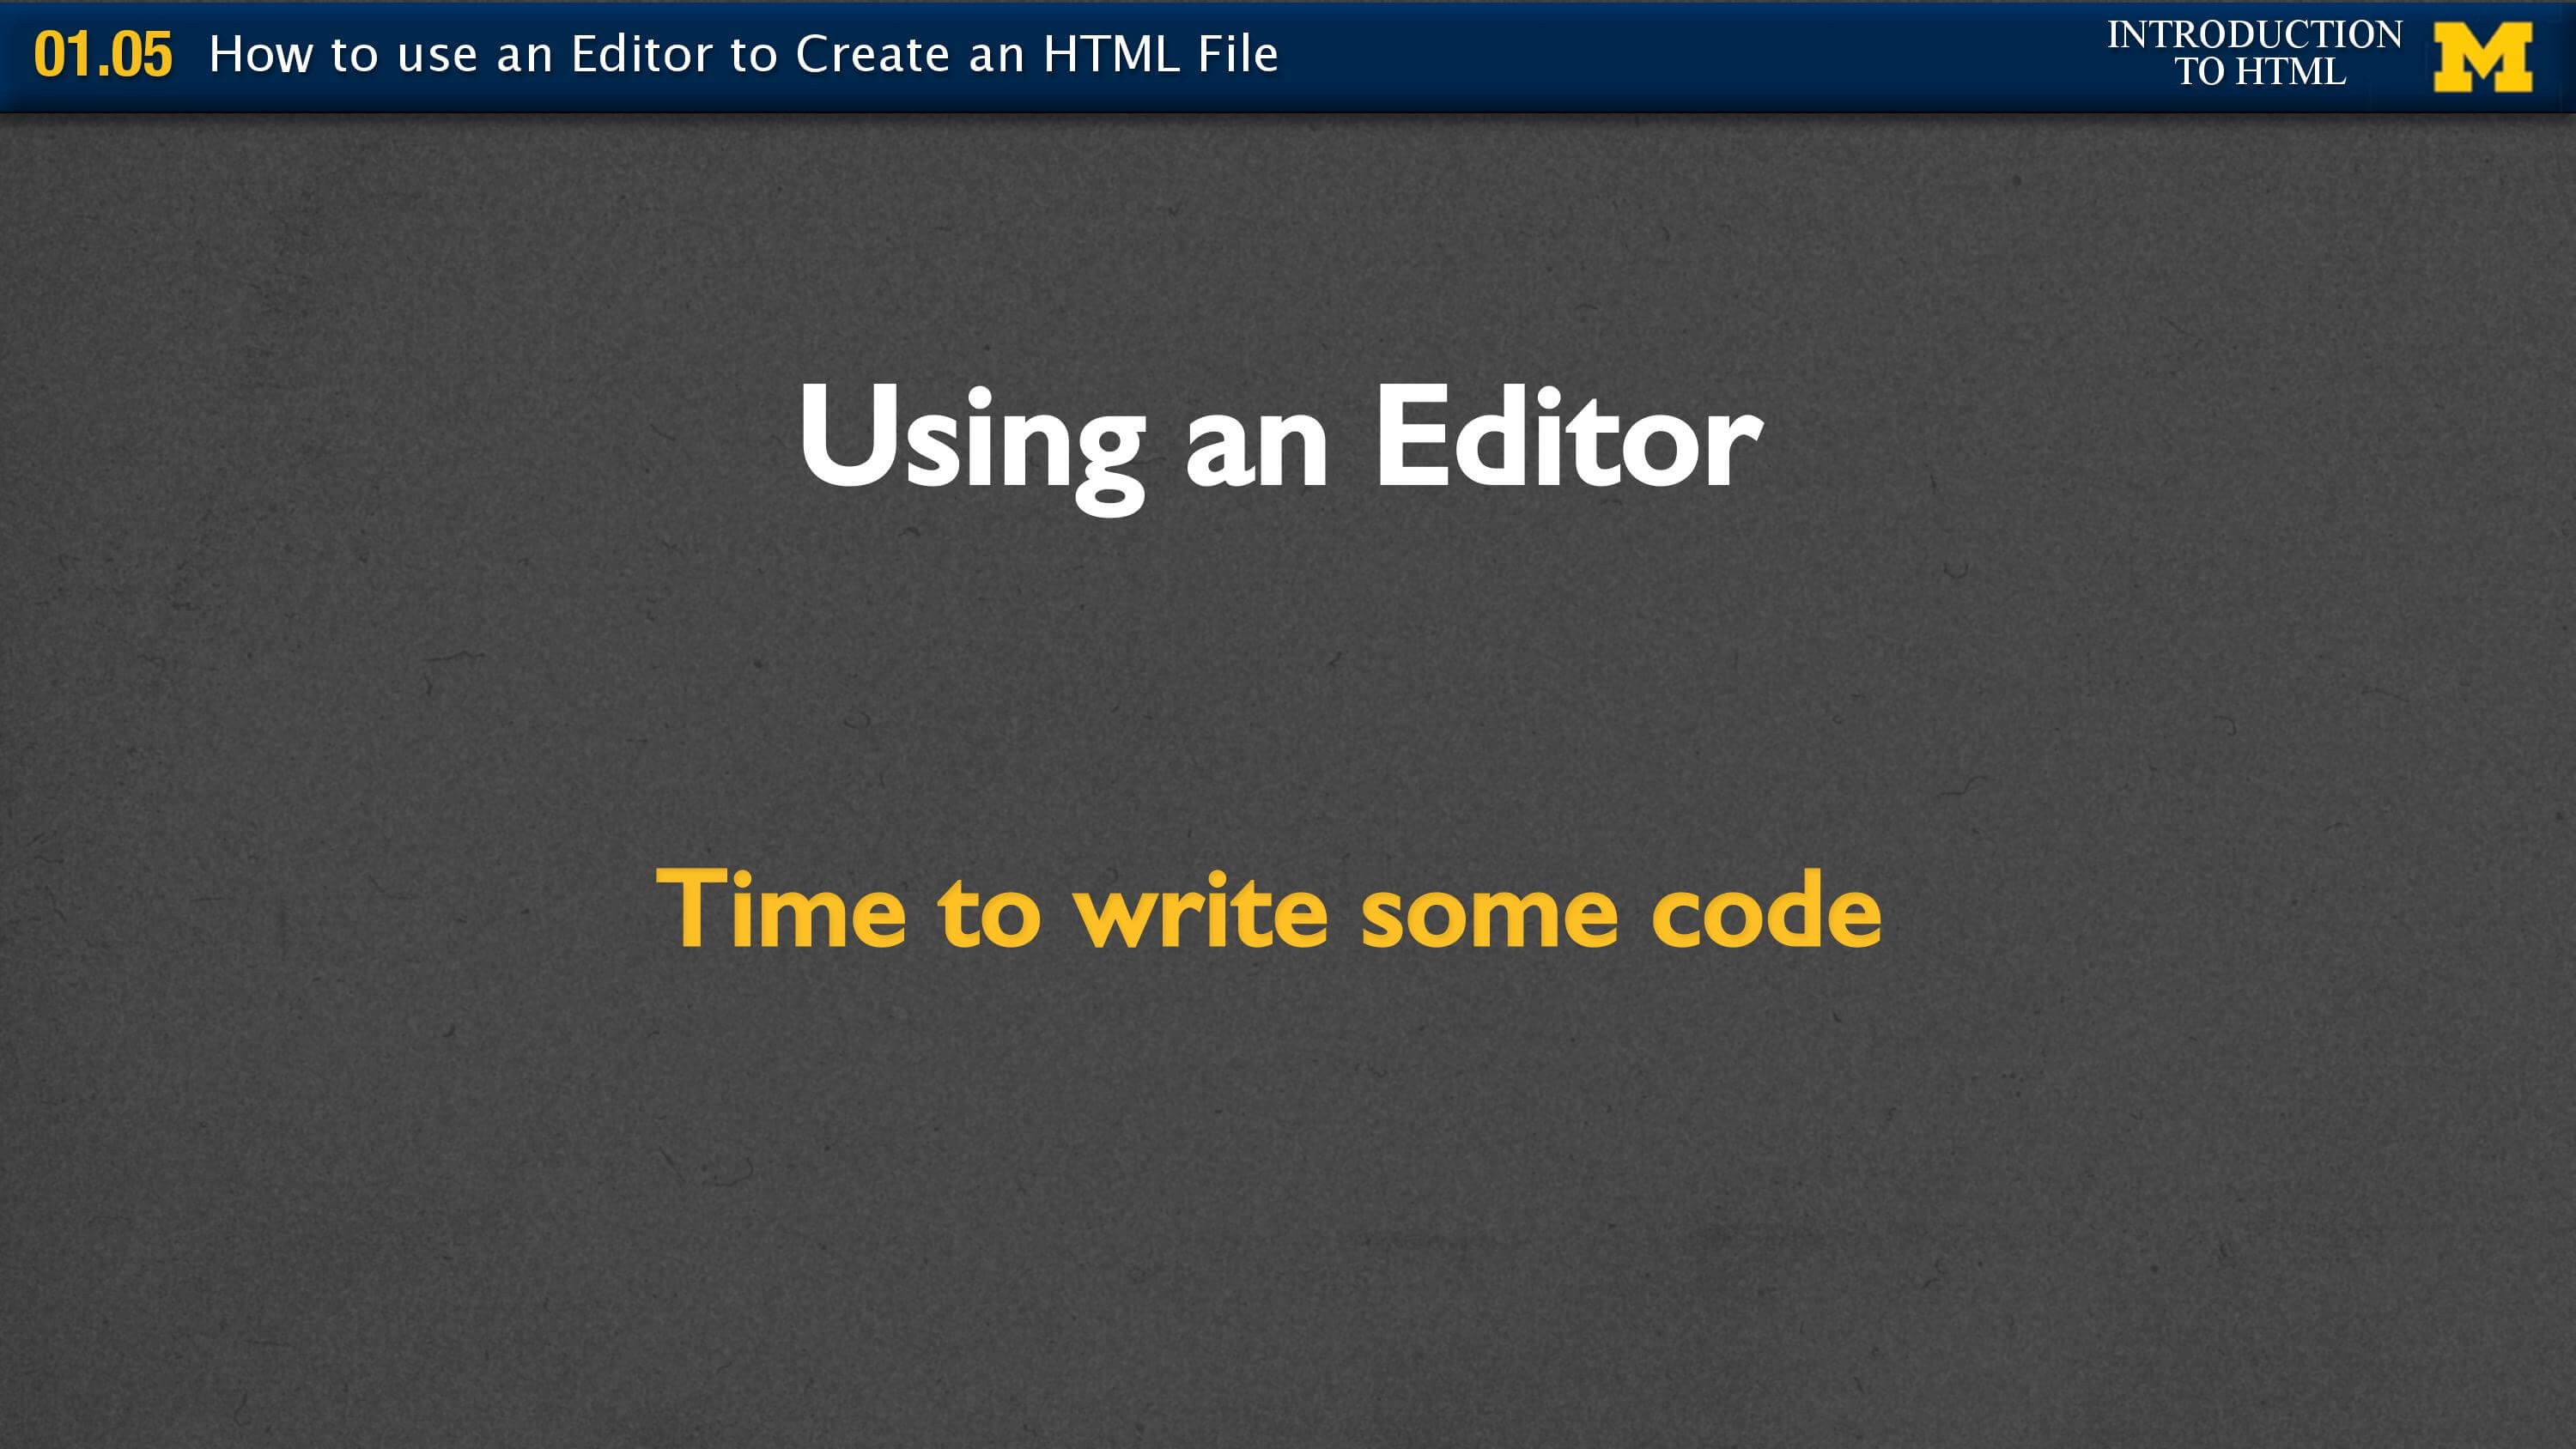 01.05 How to use an Editor to Create an HTML File
INTRODUCTION
TO HTML
M
Using an Editor
Time to write some code